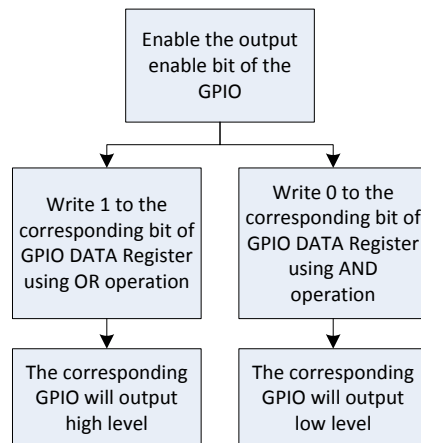 Enable the output
enable bit of the
GPIO
Write 1 to the
corresponding bit of
GPIO DATA Register
using OR operation
Write 0 to the
corresponding bit of
GPIO DATA Register
using AND
operation
The corresponding
GPIO will output
high level
The corresponding
GPIO will output
low level